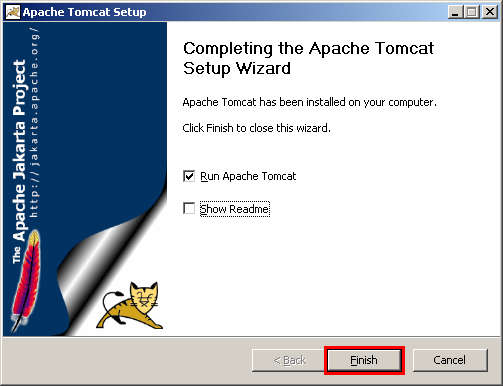 Apache Tomcat Setup
The Apache Jakarta Project
http://jakarta.apache.org/
Completing the Apache Tomcat
Setup Wizard
Apache Tomcat has been installed on your computer.
Click Finish to close this wizard.
Run Apache Tomcat
Show Readme
< Back
Finish
Cancel